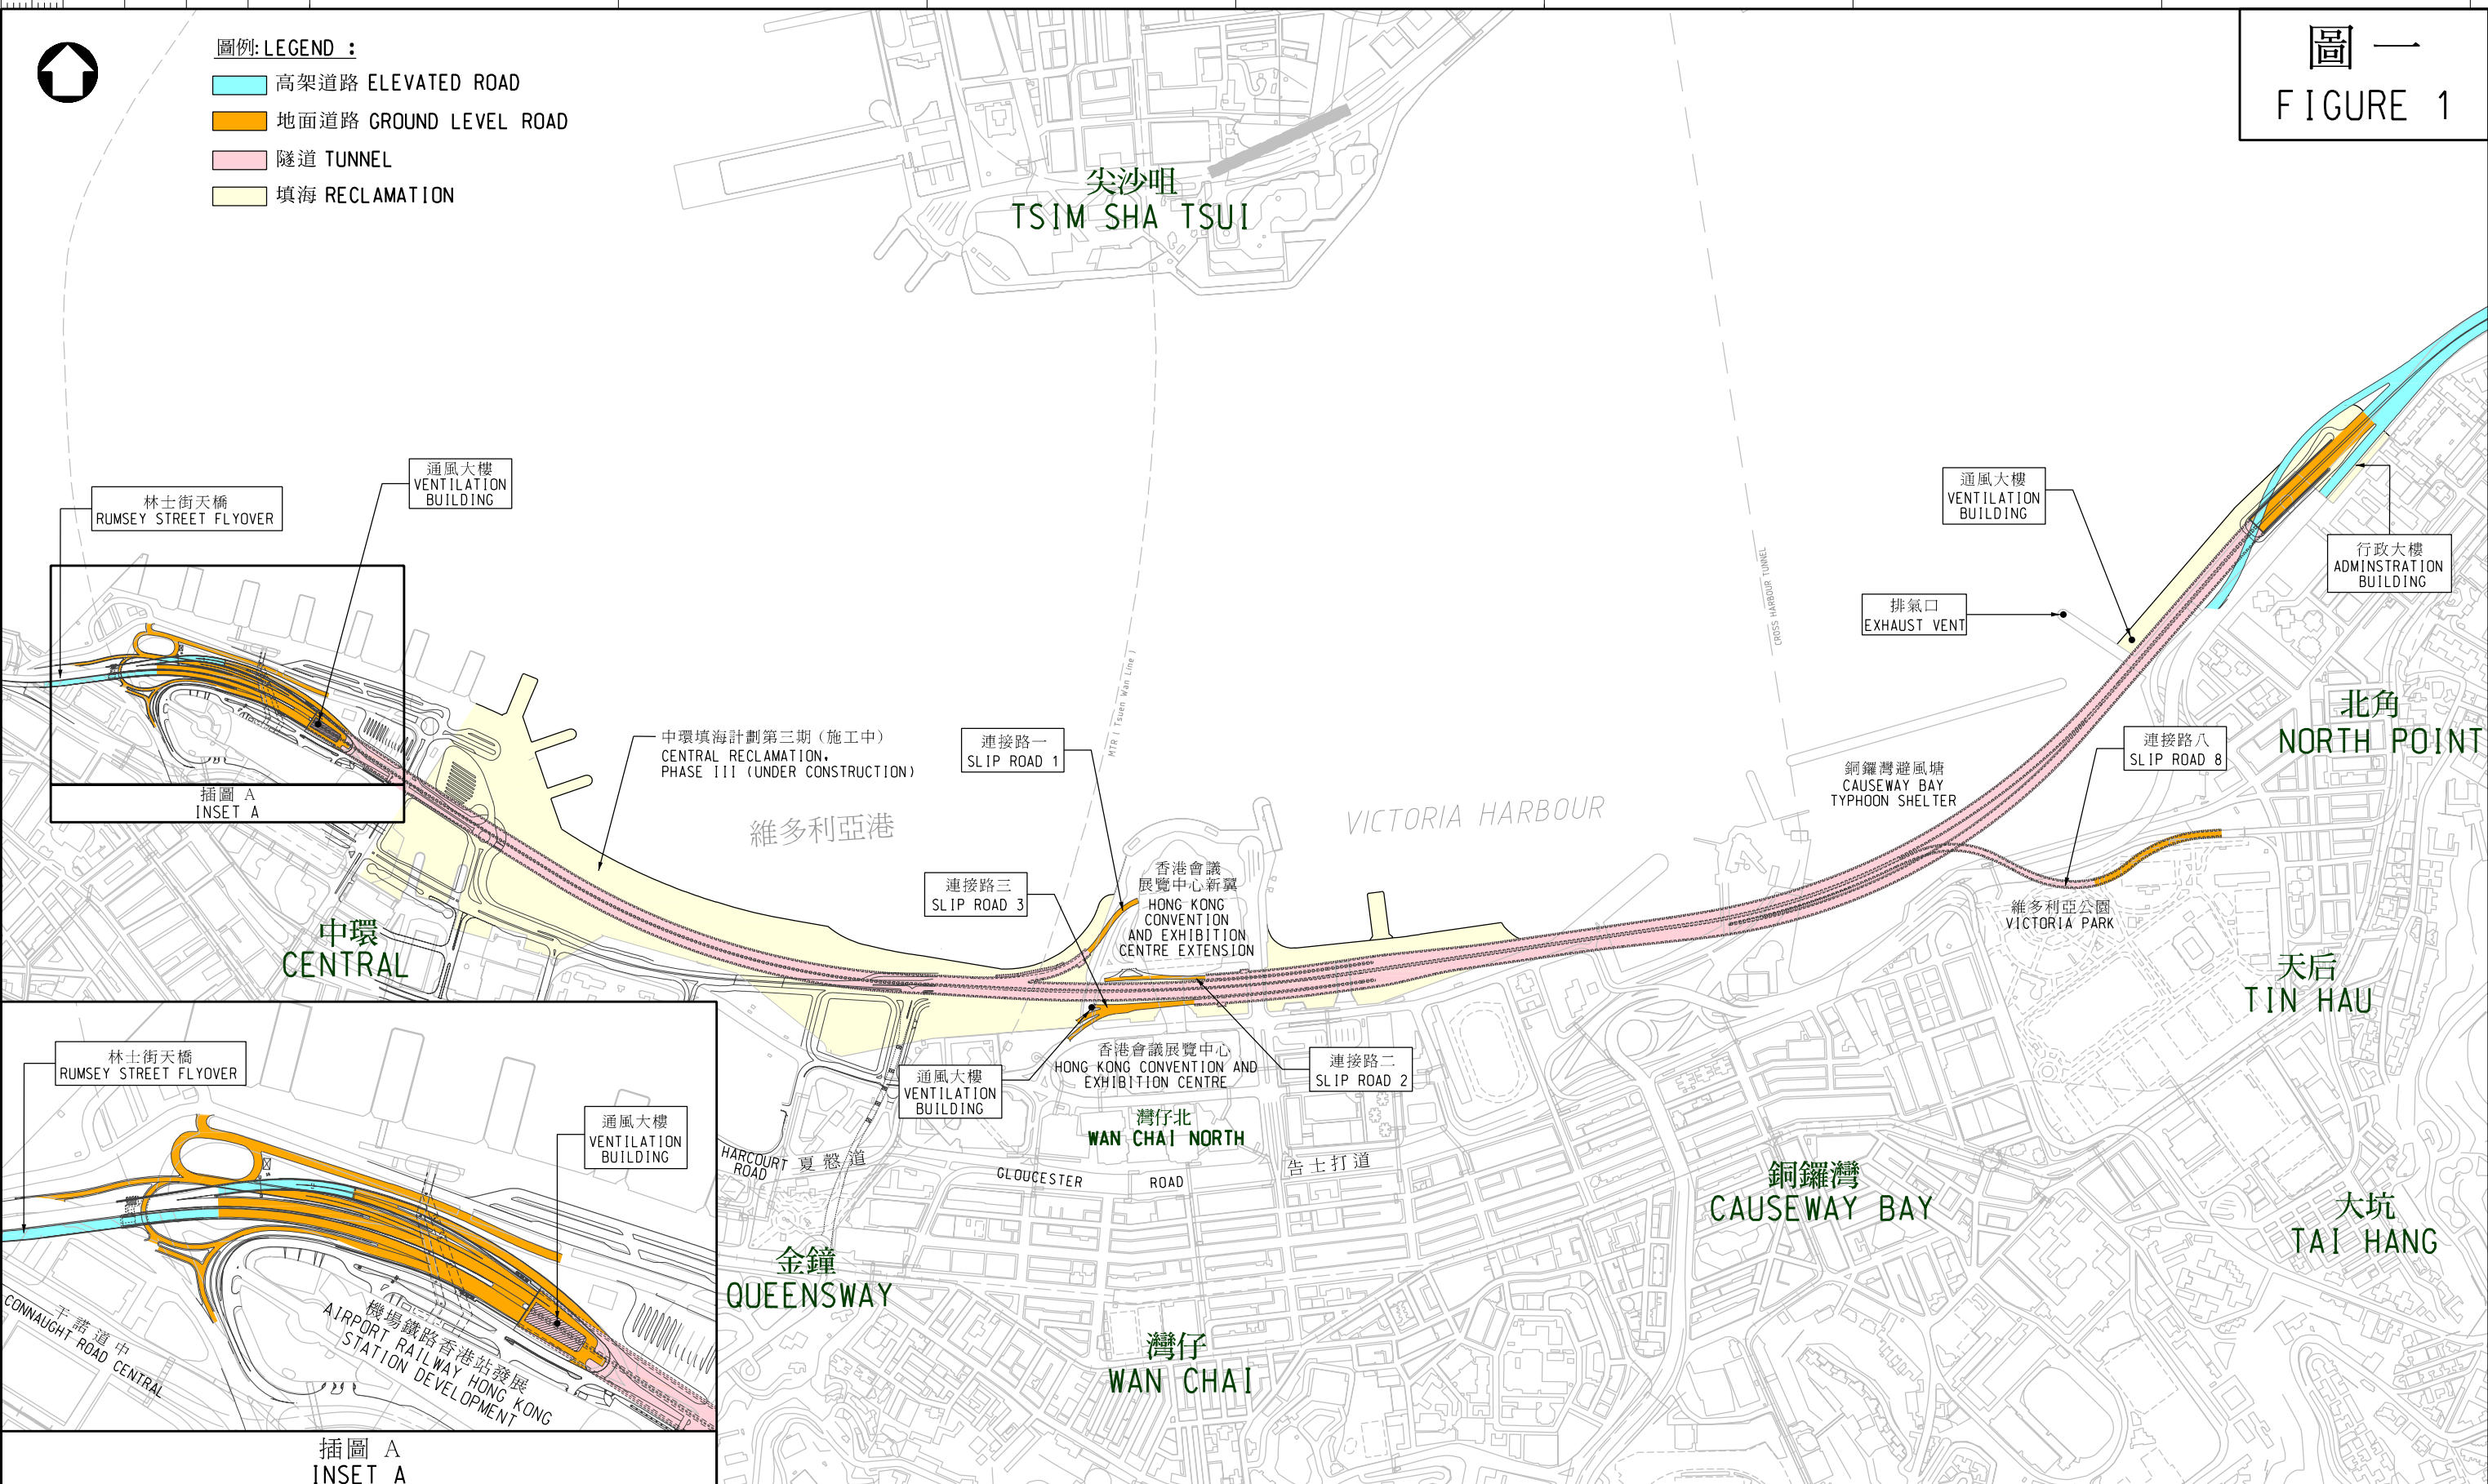 圖例: LEGEND :
高架道路 ELEVATED ROAD
地面道路 GROUND LEVEL ROAD
隧道 TUNNEL
填海 RECLAMATION
圖一
FIGURE 1
尖沙咀
TSIM SHA TSUI
林士街天橋
RUMSEY STREET FLYOVER
通風大樓
VENTILATION
BUILDING
通風大樓
VENTILATION
BUILDING
行政大樓
ADMINSTRATION
BUILDING
排氣口
EXHAUST VENT
CROSS HARBOUR TUNNEL
MTR ( Tsuen Wan Line )
插圖 A
INSET A
中環填海計劃第三期 (施工中)
CENTRAL RECLAMATION,
PHASE III (UNDER CONSTRUCTION)
連接路一
SLIP ROAD 1
北角
NORTH POINT
連接路八
SLIP ROAD 8
銅鑼灣避風塘
CAUSEWAY BAY
TYPHOON SHELTER
維多利亞港
VICTORIA HARBOUR
連接路三
SLIP ROAD 3
香港會議
展覽中心新翼
HONG KONG
CONVENTION
AND EXHIBITION
CENTRE EXTENSION
維多利亞公園
VICTORIA PARK
中環
CENTRAL
天后
TIN HAU
香港會議展覽中心
HONG KONG CONVENTION AND
EXHIBITION CENTRE
連接路二
SLIP ROAD 2
通風大樓
VENTILATION
BUILDING
灣仔北
WAN CHAI NORTH
HARCOURT
ROAD
夏慤道
GLOUCESTER ROAD
告士打道
銅鑼灣
CAUSEWAY BAY
大坑
TAI HANG
金鐘
QUEENSWAY
灣仔
WAN CHAI
林士街天橋
RUMSEY STREET FLYOVER
通風大樓
VENTILATION
BUILDING
干諾道中
CONNAUGHT ROAD CENTRAL
機場鐵路香港站發展
AIRPORT RAILWAY HONG KONG
STATION DEVELOPMENT
插圖 A
INSET A